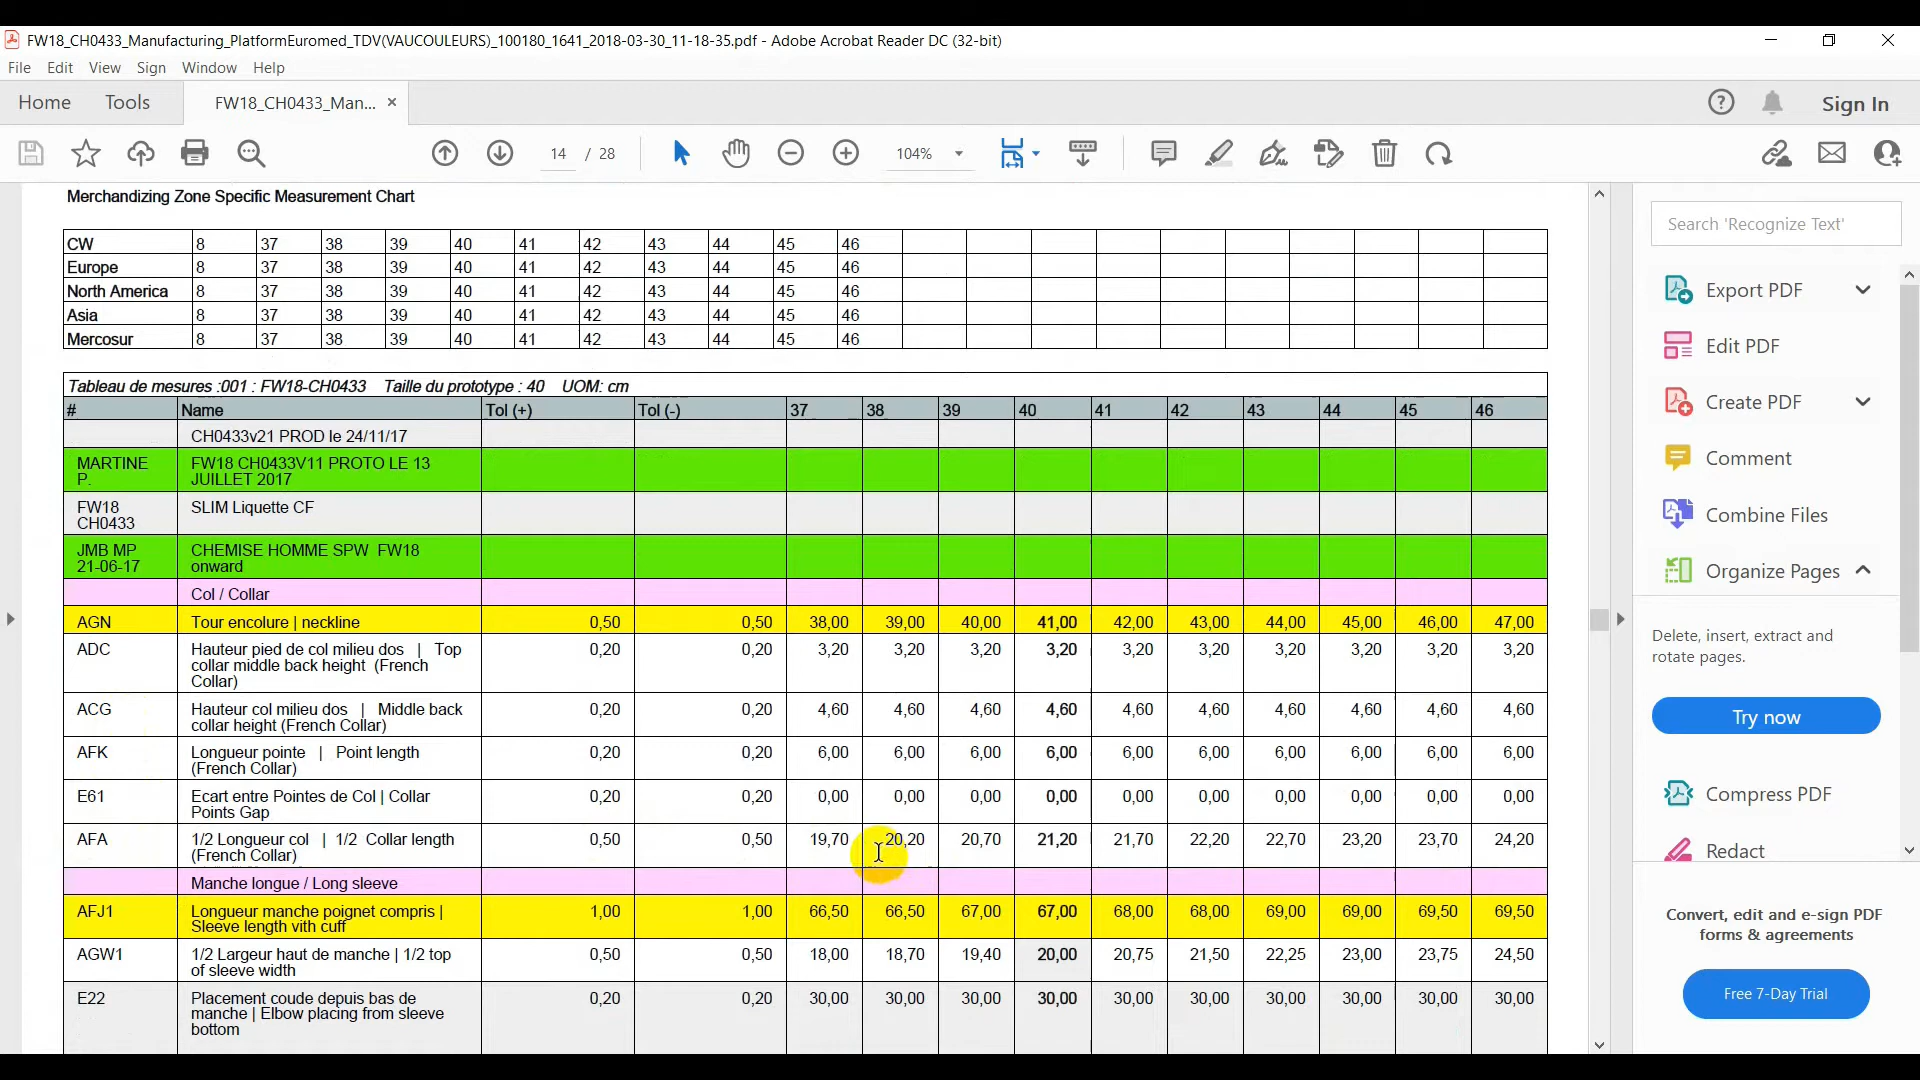 FW18_CH0433_Manufacturing_PlatformEuromed_TDV(VAUCOULEURS)_100180_1641_2018-03-30_11-18-35.pdf - Adobe Acrobat Reader DC (32-bit)
File Edit View Sign Window Help
Home Tools FW18_CH0433_Man... × Sign In
14 / 28 104%
Merchandizing Zone Specific Measurement Chart
CW 8 37 38 39 40 41 42 43 44 45 46
Europe 8 37 38 39 40 41 42 43 44 45 46
North America 8 37 38 39 40 41 42 43 44 45 46
Asia 8 37 38 39 40 41 42 43 44 45 46
Mercosur 8 37 38 39 40 41 42 43 44 45 46
Tableau de mesures :001 : FW18-CH0433 Taille du prototype : 40 UOM: cm
# Name Tol (+) Tol (-) 37 38 39 40 41 42 43 44 45 46
CH0433v21 PROD le 24/11/17
MARTINE FW18 CH0433V11 PROTO LE 13
P. JUILLET 2017
FW18 SLIM Liquette CF
CH0433
JMB MP CHEMISE HOMME SPW FW18
21-06-17 onward
Col / Collar
AGN Tour encolure | neckline 0,50 0,50 38,00 39,00 40,00 41,00 42,00 43,00 44,00 45,00 46,00 47,00
ADC Hauteur pied de col milieu dos | Top 0,20 0,20 3,20 3,20 3,20 3,20 3,20 3,20 3,20 3,20 3,20 3,20
collar middle back height (French
Collar)
ACG Hauteur col milieu dos | Middle back 0,20 0,20 4,60 4,60 4,60 4,60 4,60 4,60 4,60 4,60 4,60 4,60
collar height (French Collar)
AFK Longueur pointe | Point length 0,20 0,20 6,00 6,00 6,00 6,00 6,00 6,00 6,00 6,00 6,00 6,00
(French Collar)
E61 Ecart entre Pointes de Col | Collar 0,20 0,20 0,00 0,00 0,00 0,00 0,00 0,00 0,00 0,00 0,00 0,00
Points Gap
AFA 1/2 Longueur col | 1/2 Collar length 0,50 0,50 19,70 20,20 20,70 21,20 21,70 22,20 22,70 23,20 23,70 24,20
(French Collar)
Manche longue / Long sleeve
AFJ1 Longueur manche poignet compris | 1,00 1,00 66,50 66,50 67,00 67,00 68,00 68,00 69,00 69,00 69,50 69,50
Sleeve length vith cuff
AGW1 1/2 Largeur haut de manche | 1/2 top 0,50 0,50 18,00 18,70 19,40 20,00 20,75 21,50 22,25 23,00 23,75 24,50
of sleeve width
E22 Placement coude depuis bas de 0,20 0,20 30,00 30,00 30,00 30,00 30,00 30,00 30,00 30,00 30,00 30,00
manche | Elbow placing from sleeve
bottom
Search 'Recognize Text'
Export PDF
Edit PDF
Create PDF
Comment
Combine Files
Organize Pages
Delete, insert, extract and
rotate pages.
Try now
Compress PDF
Redact
Convert, edit and e-sign PDF
forms & agreements
Free 7-Day Trial